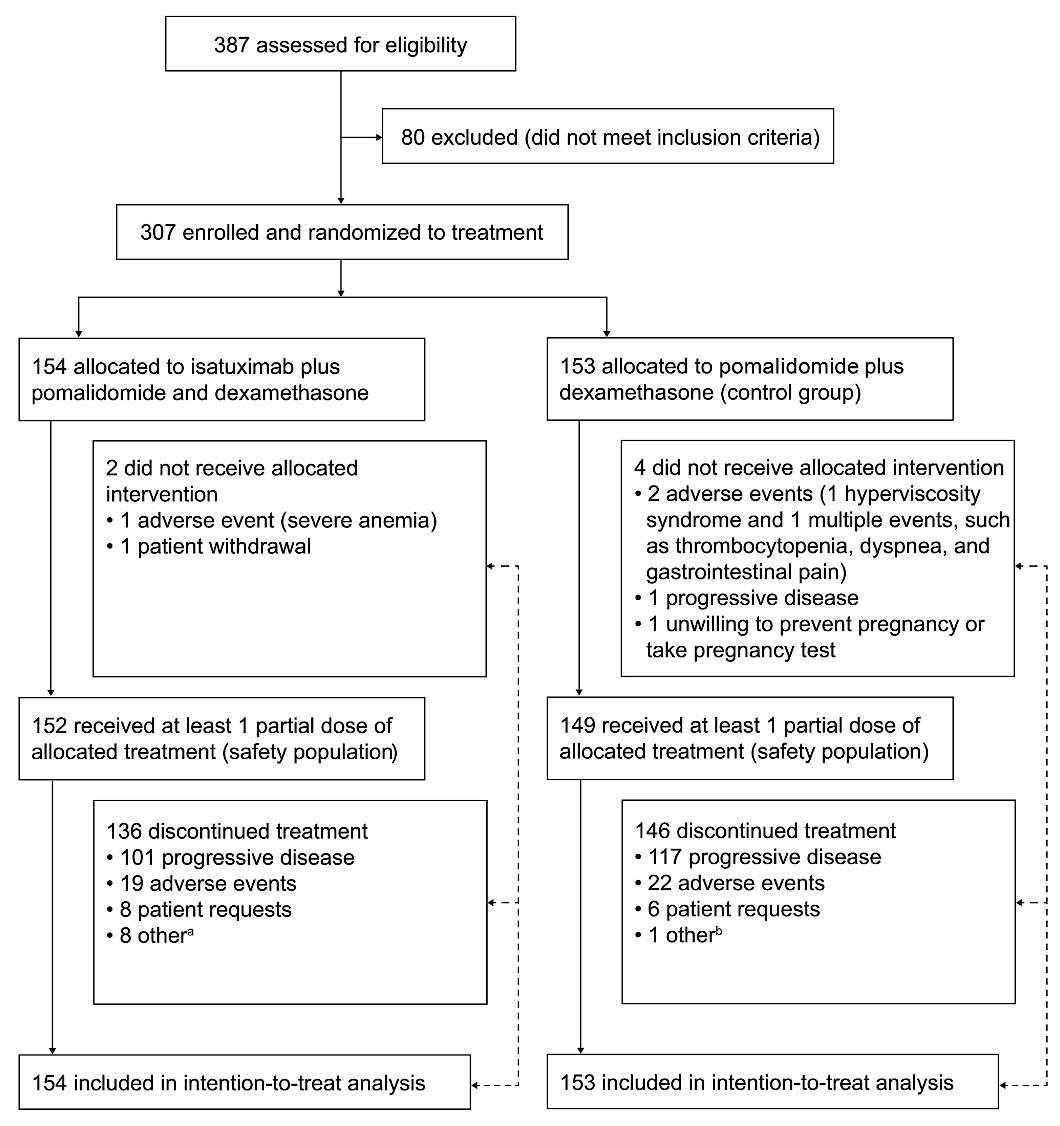 387 assessed for eligibility
80 excluded (did not meet inclusion criteria)
307 enrolled and randomized to treatment
154 allocated to isatuximab plus
pomalidomide and dexamethasone
153 allocated to pomalidomide plus
dexamethasone (control group)
2 did not receive allocated
intervention
• 1 adverse event (severe anemia)
• 1 patient withdrawal
4 did not receive allocated intervention
• 2 adverse events (1 hyperviscosity
syndrome and 1 multiple events, such
as thrombocytopenia, dyspnea, and
gastrointestinal pain)
• 1 progressive disease
• 1 unwilling to prevent pregnancy or
take pregnancy test
152 received at least 1 partial dose of
allocated treatment (safety population)
149 received at least 1 partial dose of
allocated treatment (safety population)
136 discontinued treatment
• 101 progressive disease
• 19 adverse events
• 8 patient requests
• 8 otherᵃ
146 discontinued treatment
• 117 progressive disease
• 22 adverse events
• 6 patient requests
• 1 otherᵇ
154 included in intention-to-treat analysis
153 included in intention-to-treat analysis